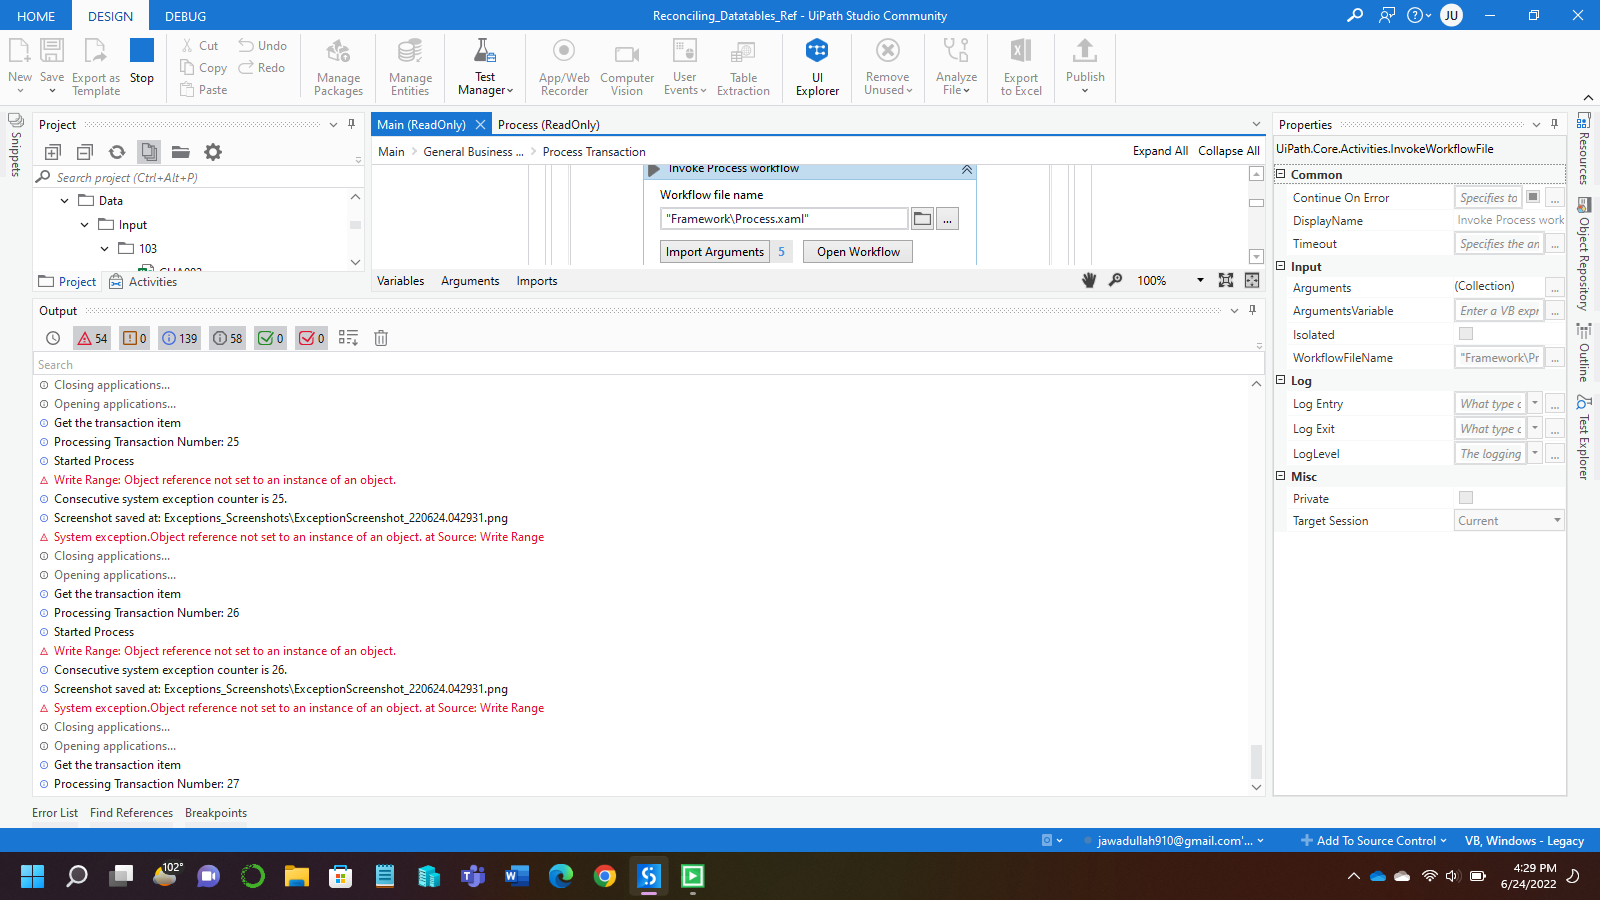 HOME DESIGN DEBUG Reconciling_Datatables_Ref - UiPath Studio Community JU
New Save Export as Template Stop
Cut Undo
Copy Redo
Paste
Manage Packages
Manage Entities
Test Manager
App/Web Recorder
Computer Vision
User Events
Table Extraction
UI Explorer
Remove Unused
Analyze File
Export to Excel
Publish
Snippets
Project
Search project (Ctrl+Alt+P)
Data
Input
103
Project Activities
Main (ReadOnly) Process (ReadOnly)
Main General Business ... Process Transaction Expand All Collapse All
Invoke Process workflow
Workflow file name
"Framework\Process.xaml" ...
Import Arguments 5 Open Workflow
Variables Arguments Imports 100%
Output
54 0 139 58 0 0
Search
Closing applications...
Opening applications...
Get the transaction item
Processing Transaction Number: 25
Started Process
Write Range: Object reference not set to an instance of an object.
Consecutive system exception counter is 25.
Screenshot saved at: Exceptions_Screenshots\ExceptionScreenshot_220624.042931.png
System exception.Object reference not set to an instance of an object. at Source: Write Range
Closing applications...
Opening applications...
Get the transaction item
Processing Transaction Number: 26
Started Process
Write Range: Object reference not set to an instance of an object.
Consecutive system exception counter is 26.
Screenshot saved at: Exceptions_Screenshots\ExceptionScreenshot_220624.042931.png
System exception.Object reference not set to an instance of an object. at Source: Write Range
Closing applications...
Opening applications...
Get the transaction item
Processing Transaction Number: 27
Error List Find References Breakpoints
Properties
UiPath.Core.Activities.InvokeWorkflowFile
Common
Continue On Error Specifies to ...
DisplayName Invoke Process work
Timeout Specifies the an ...
Input
Arguments (Collection) ...
ArgumentsVariable Enter a VB expr ...
Isolated
WorkflowFileName "Framework\Pr ...
Log
Log Entry What type c ...
Log Exit What type c ...
LogLevel The logging ...
Misc
Private
Target Session Current
Resources
Object Repository
Outline
Test Explorer
jawadullah910@gmail.com'... Add To Source Control VB, Windows - Legacy
102°
4:29 PM
6/24/2022